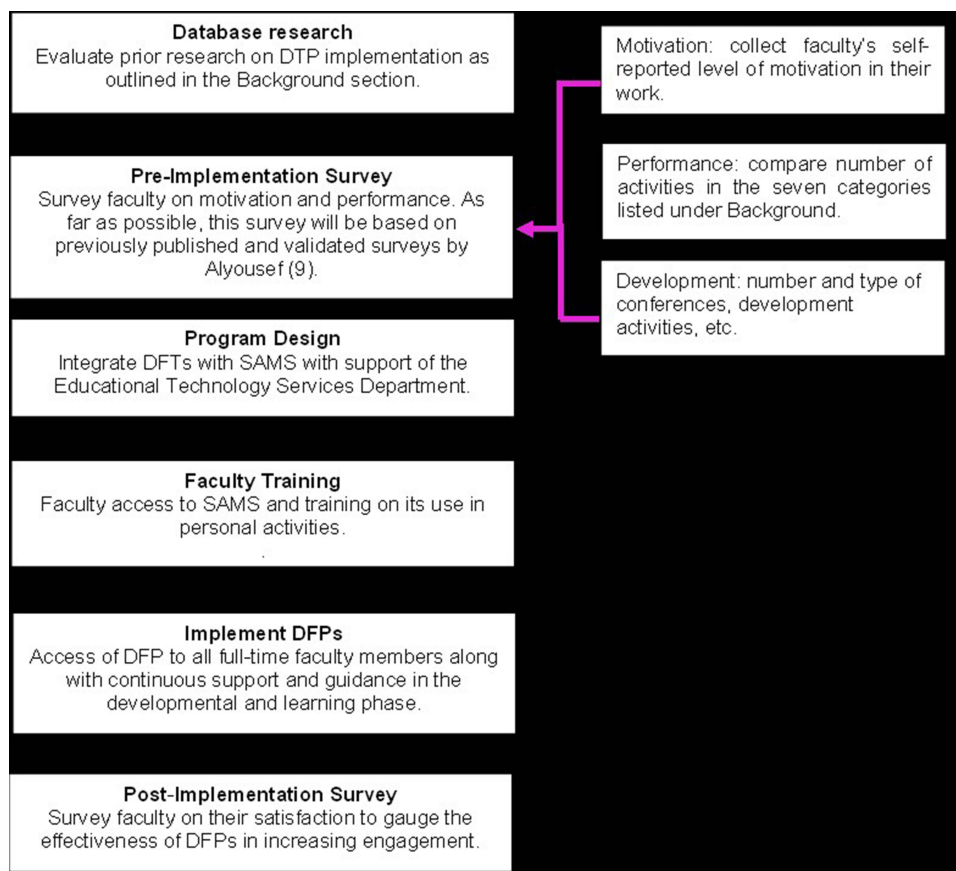 Database research
Evaluate prior research on DTP implementation as
outlined in the Background section.
Pre-Implementation Survey
Survey faculty on motivation and performance. As
far as possible, this survey will be based on
previously published and validated surveys by
Alyousef (9).
Program Design
Integrate DFTs with SAMS with support of the
Educational Technology Services Department.
Faculty Training
Faculty access to SAMS and training on its use in
personal activities.
.
Implement DFPs
Access of DFP to all full-time faculty members along
with continuous support and guidance in the
developmental and learning phase.
Post-Implementation Survey
Survey faculty on their satisfaction to gauge the
effectiveness of DFPs in increasing engagement.
Motivation: collect faculty's self-
reported level of motivation in their
work.
Performance: compare number of
activities in the seven categories
listed under Background.
Development: number and type of
conferences, development
activities, etc.